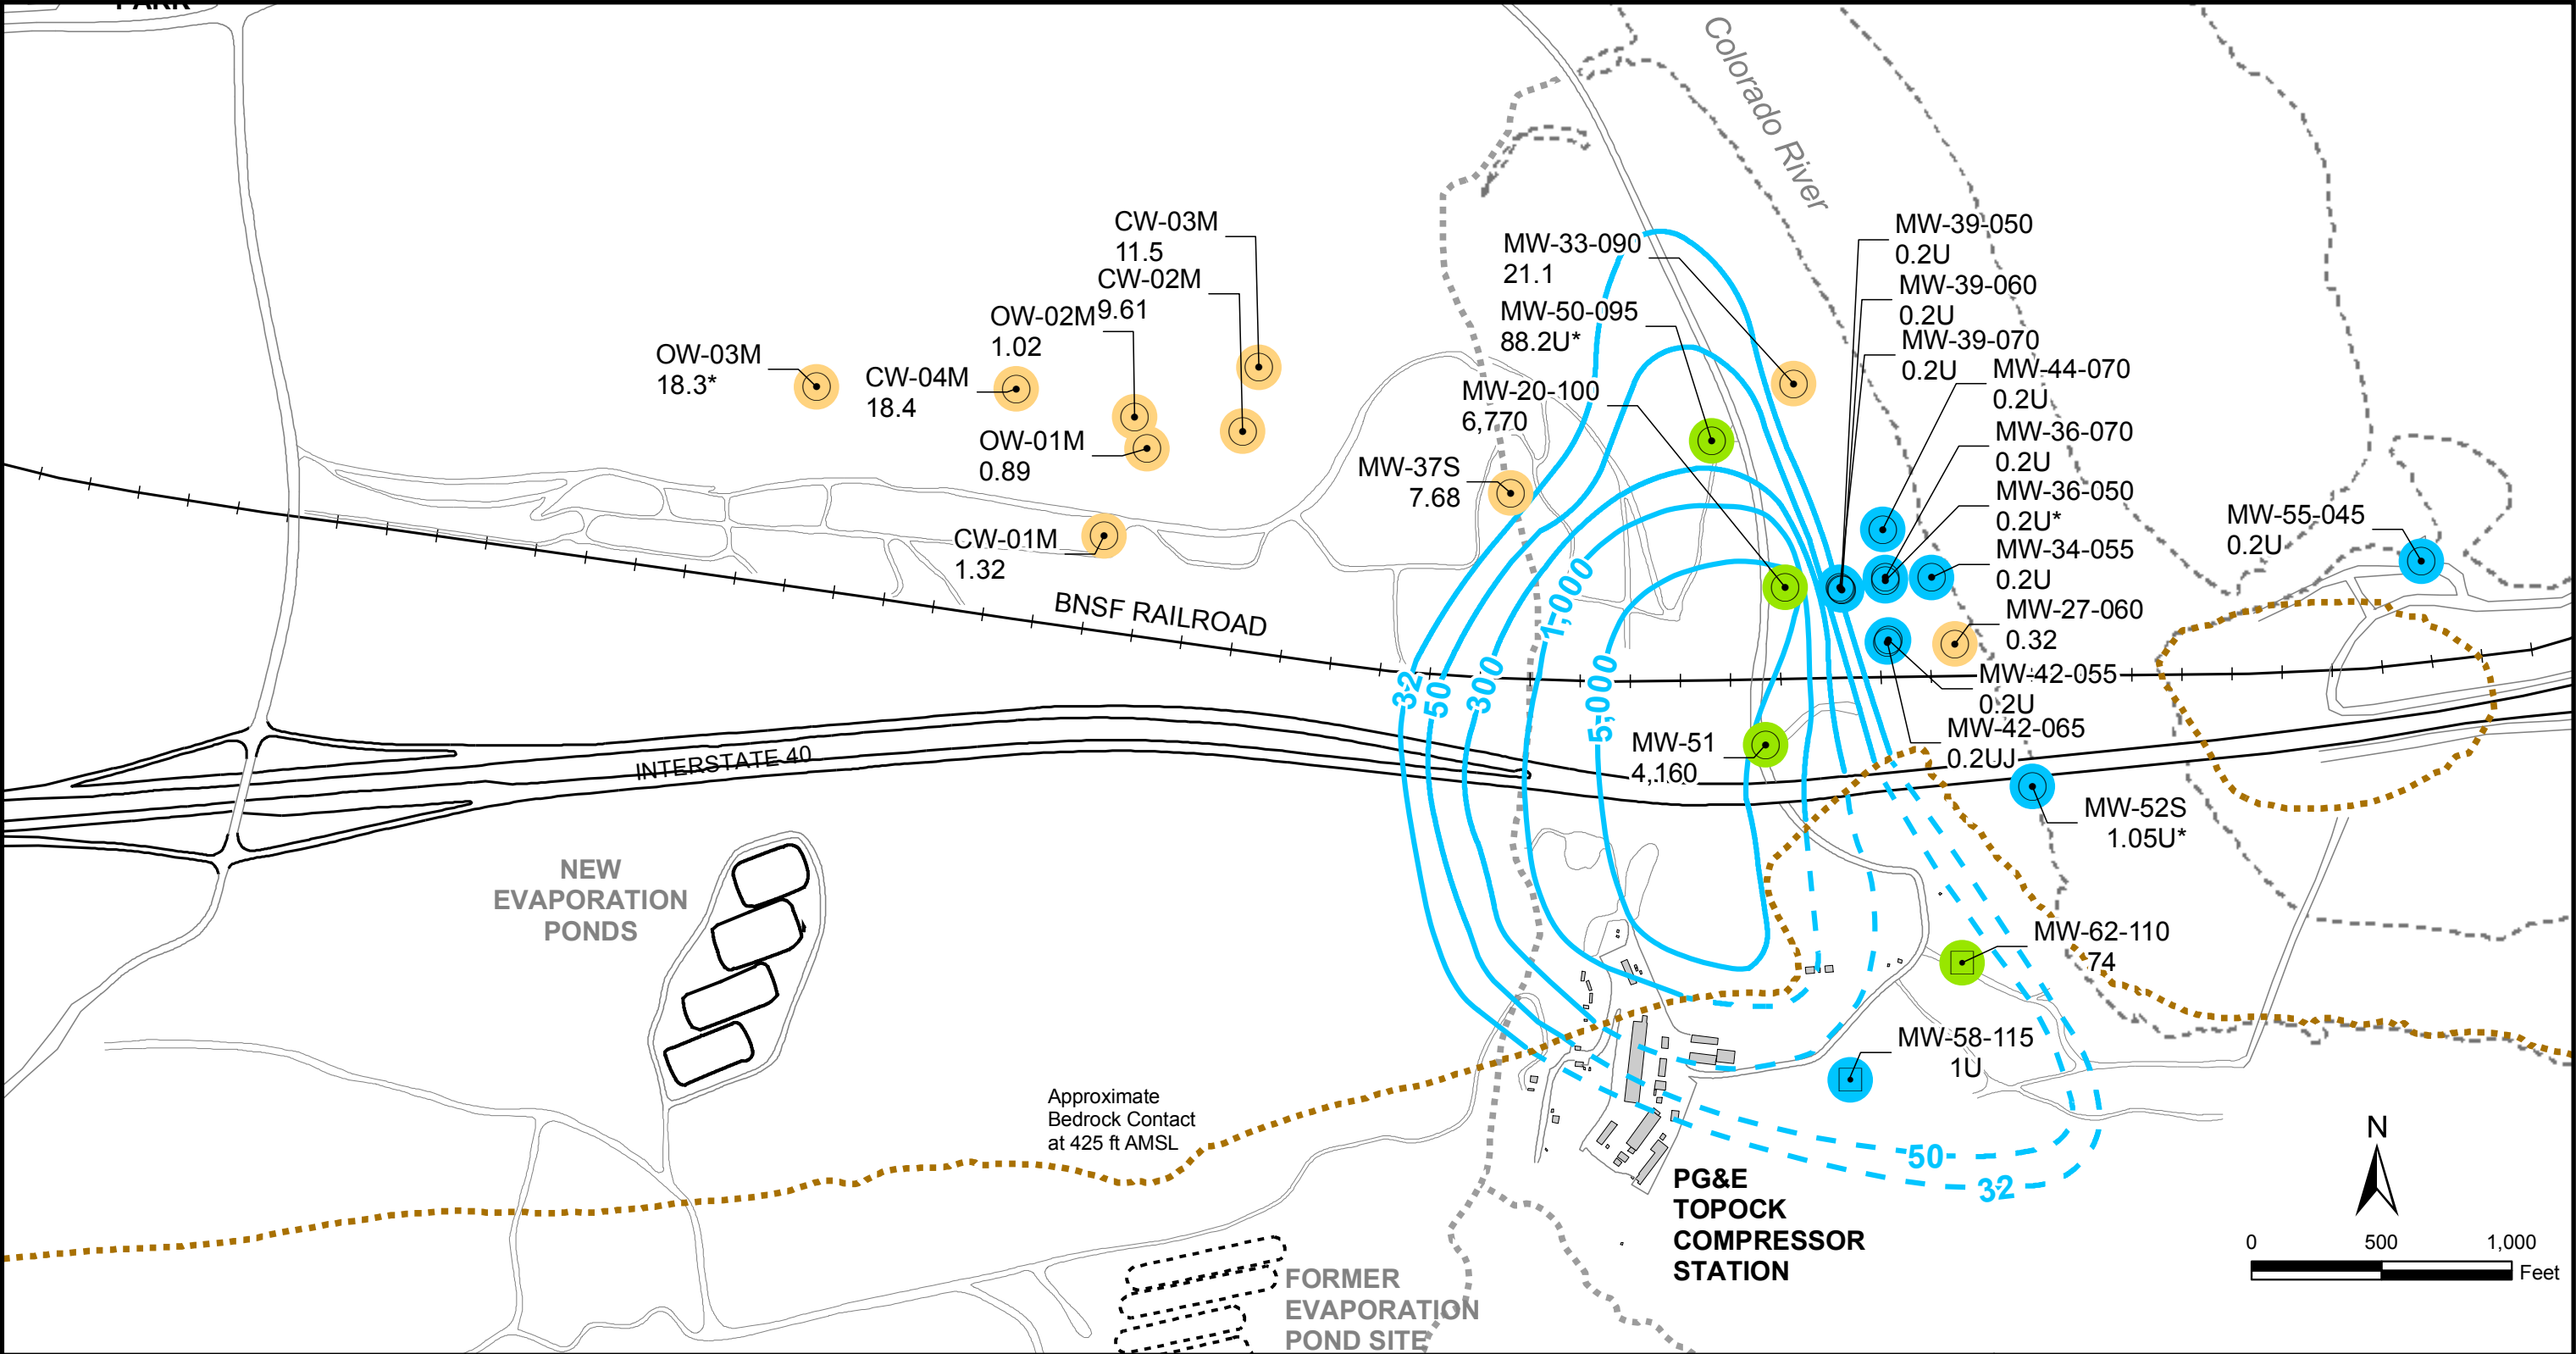 PARK
Colorado River
CW-03M
11.5
CW-02M
9.61
OW-02M
1.02
OW-03M
18.3*
CW-04M
18.4
OW-01M
0.89
CW-01M
1.32
MW-33-090
21.1
MW-50-095
88.2U*
MW-20-100
6,770
MW-37S
7.68
MW-39-050
0.2U
MW-39-060
0.2U
MW-39-070
0.2U
MW-44-070
0.2U
MW-36-070
0.2U
MW-36-050
0.2U*
MW-34-055
0.2U
MW-55-045
0.2U
MW-27-060
0.32
MW-42-055
0.2U
MW-42-065
0.2UJ
MW-51
4,160
MW-52S
1.05U*
MW-62-110
74
MW-58-115
1U
BNSF RAILROAD
INTERSTATE 40
32
50
300
1,000
5,000
50
32
NEW
EVAPORATION
PONDS
Approximate
Bedrock Contact
at 425 ft AMSL
PG&E
TOPOCK
COMPRESSOR
STATION
FORMER
EVAPORATION
POND SITE
N
0 500 1,000
Feet